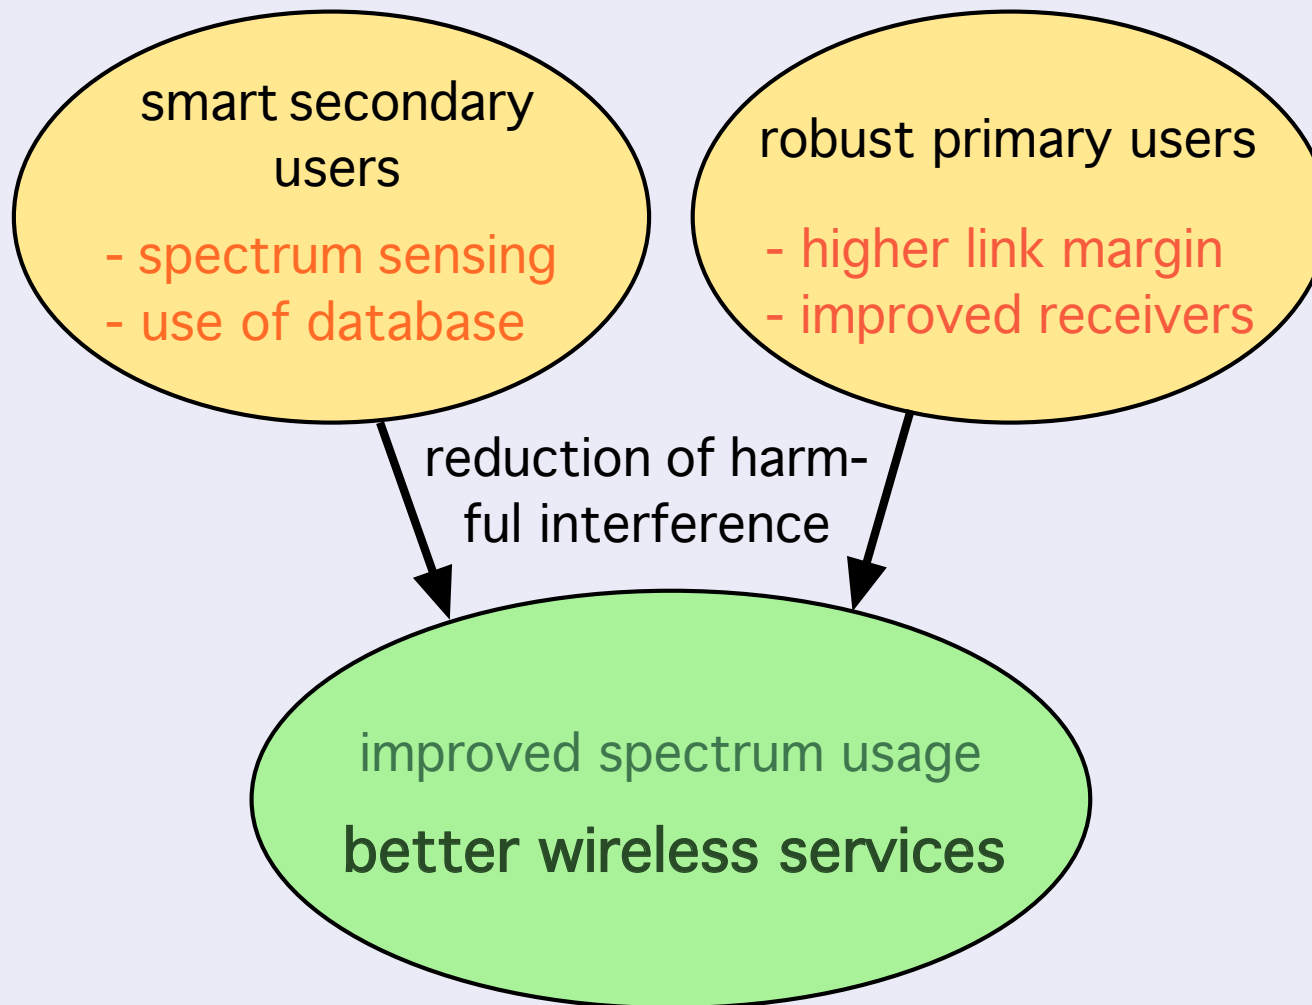 smart secondary
users
- spectrum sensing
- use of database
robust primary users
- higher link margin
- improved receivers
reduction of harm-
ful interference
improved spectrum usage
better wireless services